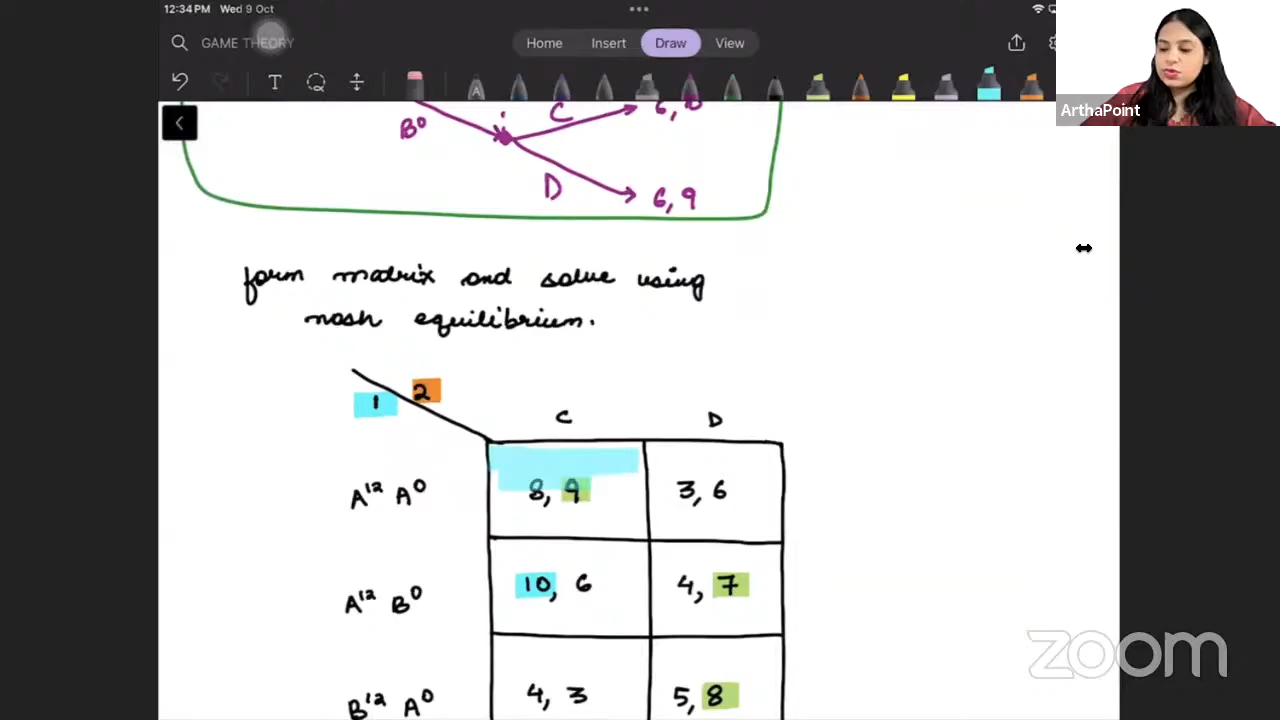 12:34 PM Wed 9 Oct
GAME THEORY
Home Insert Draw View
T
A
ArthaPoint
B⁰ C
D 6, 9
form matrix and solve using
nash equilibrium.
1 2
C D
A¹² A⁰ 8, 9 3, 6
A¹² B⁰ 10, 6 4, 7
B¹² A⁰ 4, 3 5, 8
zoom